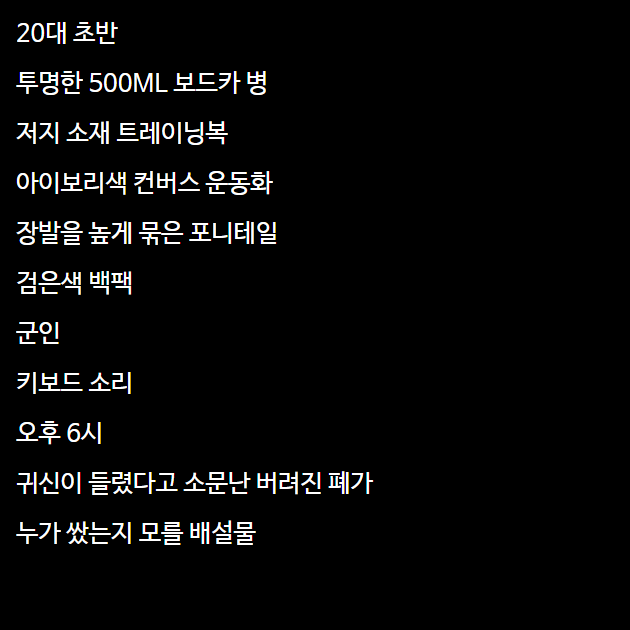 20대 초반
투명한 500ML 보드카 병
저지 소재 트레이닝복
아이보리색 컨버스 운동화
장발을 높게 묶은 포니테일
검은색 백팩
군인
키보드 소리
오후 6시
귀신이 들렸다고 소문난 버려진 폐가
누가 쌌는지 모를 배설물